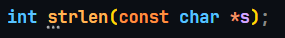 int strlen(const char *s);